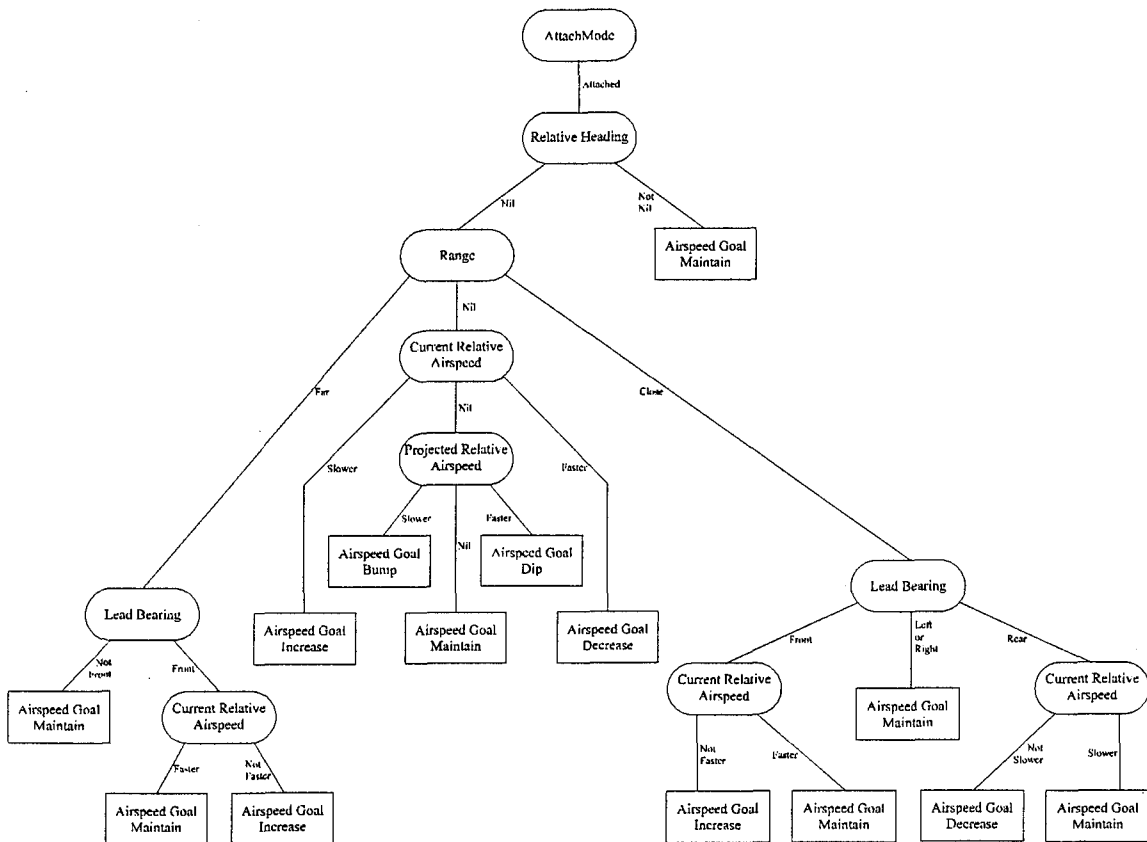 AttachMode
Attached
Relative Heading
Nil
Not
Nil
Range
Airspeed Goal
Maintain
Far
Nil
Close
Current Relative
Airspeed
Slower
Nil
Faster
Projected Relative
Airspeed
Slower
Nil
Faster
Airspeed Goal
Bump
Airspeed Goal
Dip
Airspeed Goal
Increase
Airspeed Goal
Maintain
Airspeed Goal
Decrease
Lead Bearing
Not
Front
Front
Airspeed Goal
Maintain
Current Relative
Airspeed
Faster
Not
Faster
Airspeed Goal
Maintain
Airspeed Goal
Increase
Lead Bearing
Front
Left
or
Right
Rear
Current Relative
Airspeed
Airspeed Goal
Maintain
Current Relative
Airspeed
Not
Faster
Faster
Not
Slower
Slower
Airspeed Goal
Increase
Airspeed Goal
Maintain
Airspeed Goal
Decrease
Airspeed Goal
Maintain